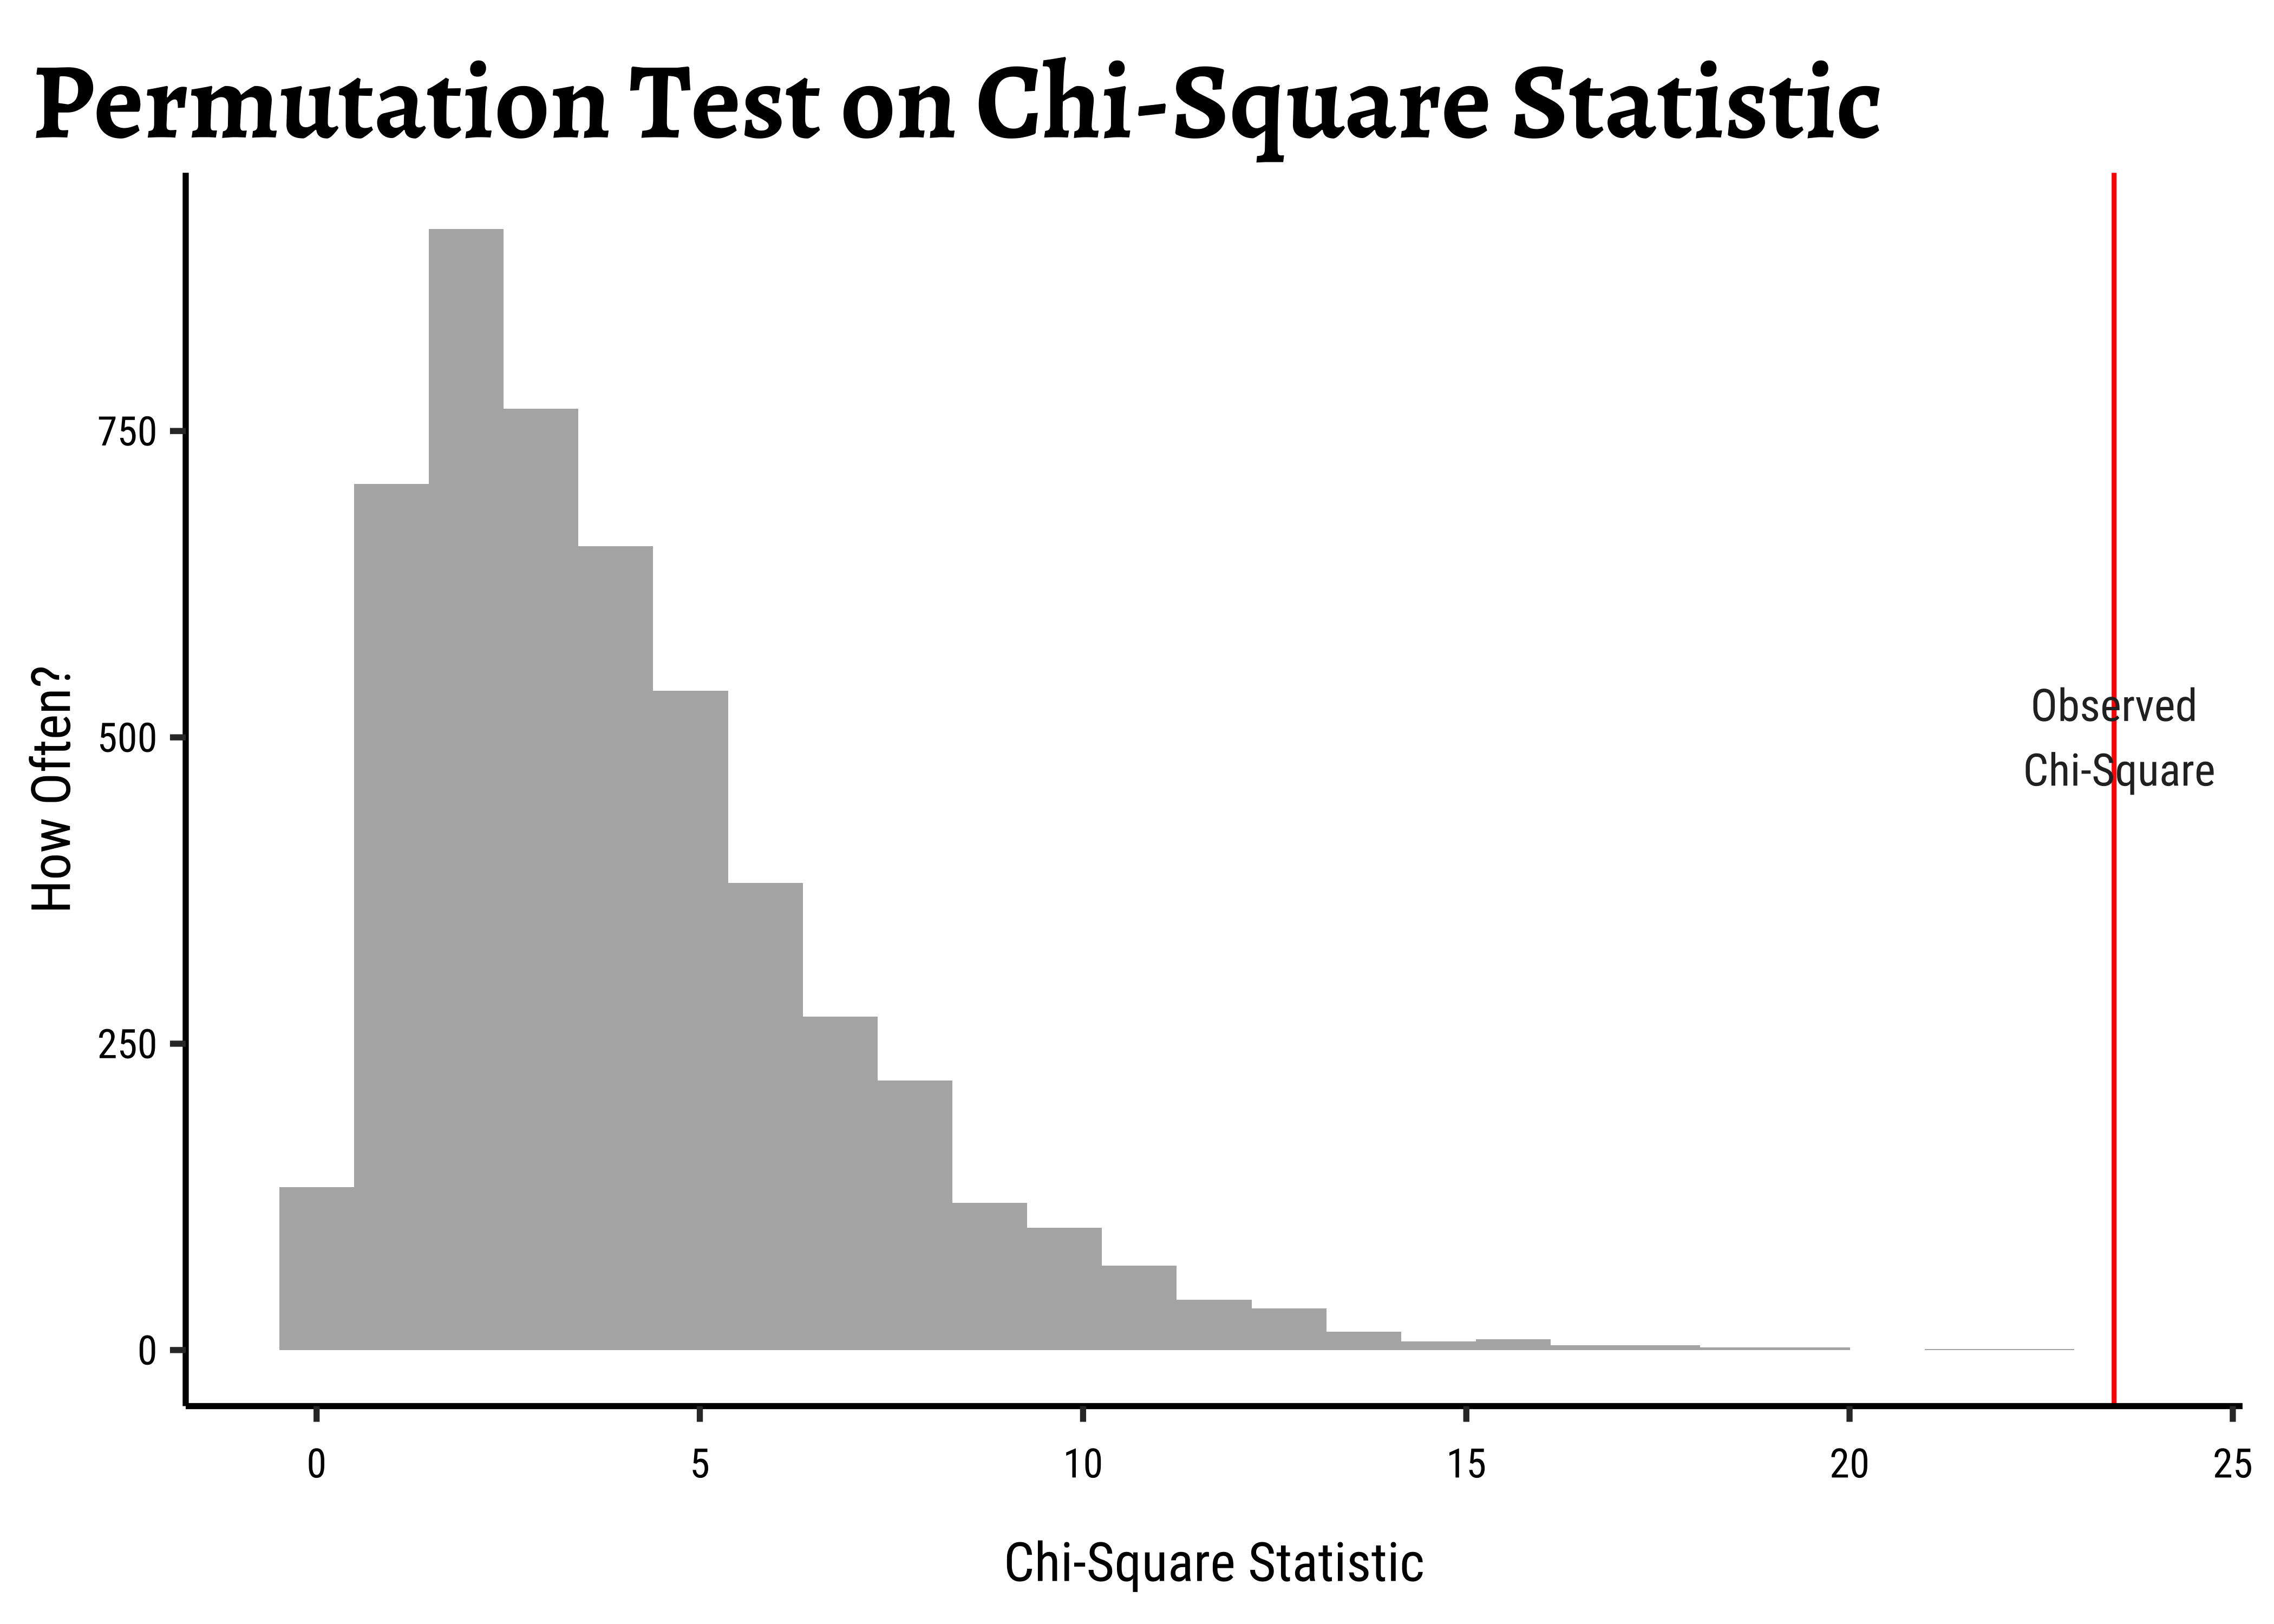 Permutation Test on Chi-Square Statistic
How Often?
750
500
250
0
Observed
Chi-Square
0 5 10 15 20 25
Chi-Square Statistic